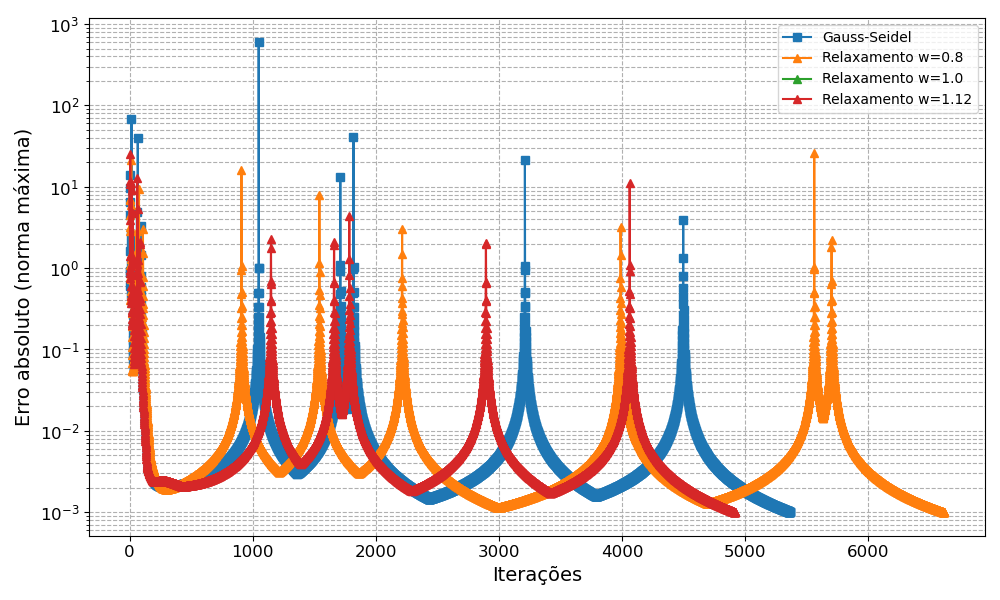 10³
10²
10¹
10⁰
10⁻¹
10⁻²
10⁻³
Erro absoluto (norma máxima)
Gauss-Seidel
Relaxamento w=0.8
Relaxamento w=1.0
Relaxamento w=1.12
0 1000 2000 3000 4000 5000 6000
Iterações